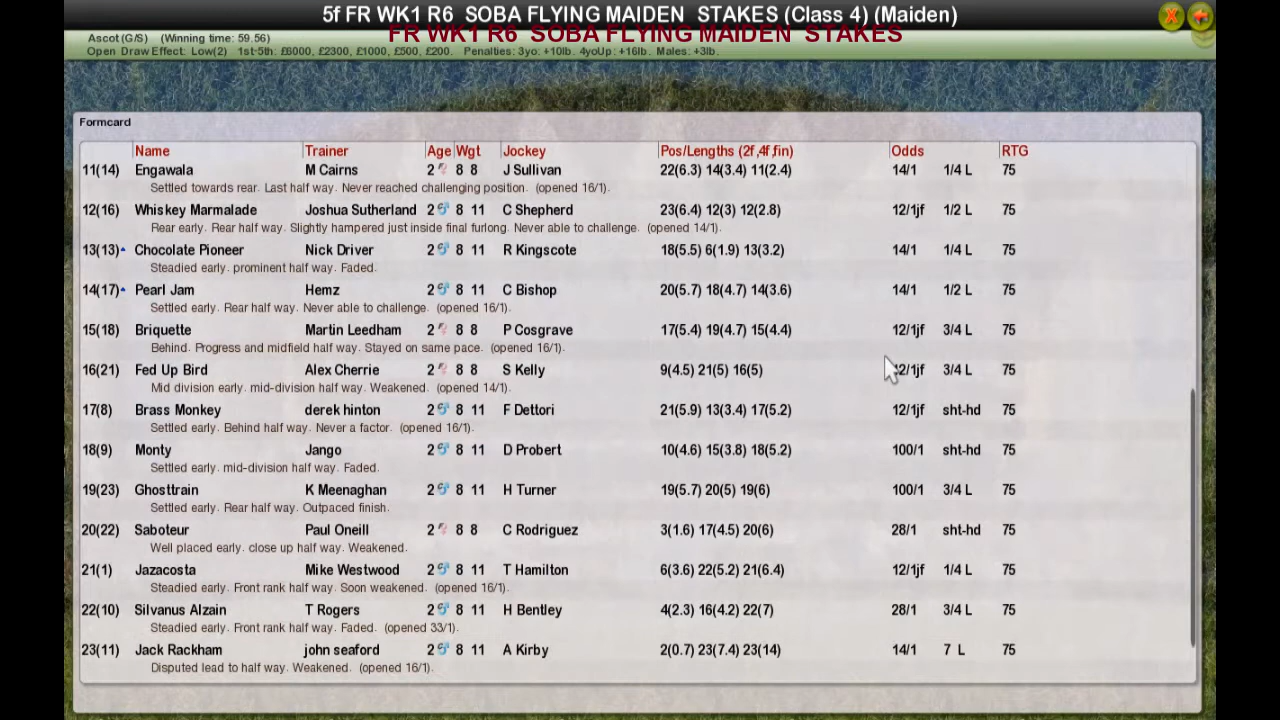 5f FR WK1 R6 SOBA FLYING MAIDEN STAKES (Class 4) (Maiden)
FR WK1 R6 SOBA FLYING MAIDEN STAKES
Ascot(G/S) (Winning time: 59.56)
Open Draw Effect: Low(2) 1st-5th: £6000, £2300, £1000, £500, £200. Penalties: 3yo: +10lb. 4yoUp: +16lb. Males: +3lb.
Formcard
Name Trainer Age Wgt Jockey Pos/Lengths (2f,4f,fin) Odds RTG
11(14) Engawala M Cairns 2 8 8 J Sullivan 22(6.3) 14(3.4) 11(2.4) 14/1 1/4 L 75
Settled towards rear. Last half way. Never reached challenging position. (opened 16/1).
12(16) Whiskey Marmalade Joshua Sutherland 2 8 11 C Shepherd 23(6.4) 12(3) 12(2.8) 12/1jf 1/2 L 75
Rear early. Rear half way. Slightly hampered just inside final furlong. Never able to challenge. (opened 14/1).
13(13) Chocolate Pioneer Nick Driver 2 8 11 R Kingscote 18(5.5) 6(1.9) 13(3.2) 14/1 1/4 L 75
Steadied early. prominent half way. Faded.
14(17) Pearl Jam Hemz 2 8 11 C Bishop 20(5.7) 18(4.7) 14(3.6) 14/1 1/2 L 75
Settled early. Rear half way. Never able to challenge. (opened 16/1).
15(18) Briquette Martin Leedham 2 8 8 P Cosgrave 17(5.4) 19(4.7) 15(4.4) 12/1jf 3/4 L 75
Behind. Progress and midfield half way. Stayed on same pace. (opened 16/1).
16(21) Fed Up Bird Alex Cherrie 2 8 8 S Kelly 9(4.5) 21(5) 16(5) 12/1jf 3/4 L 75
Mid division early. mid-division half way. Weakened. (opened 14/1).
17(8) Brass Monkey derek hinton 2 8 11 F Dettori 21(5.9) 13(3.4) 17(5.2) 12/1jf sht-hd 75
Settled early. Behind half way. Never a factor. (opened 16/1).
18(9) Monty Jango 2 8 11 D Probert 10(4.6) 15(3.8) 18(5.2) 100/1 sht-hd 75
Settled early. mid-division half way. Faded.
19(23) Ghosttrain K Meenaghan 2 8 11 H Turner 19(5.7) 20(5) 19(6) 100/1 3/4 L 75
Settled early. Rear half way. Outpaced finish.
20(22) Saboteur Paul Oneill 2 8 8 C Rodriguez 3(1.6) 17(4.5) 20(6) 28/1 sht-hd 75
Well placed early. close up half way. Weakened.
21(1) Jazacosta Mike Westwood 2 8 11 T Hamilton 6(3.6) 22(5.2) 21(6.4) 12/1jf 1/4 L 75
Steadied early. Front rank half way. Soon weakened. (opened 16/1).
22(10) Silvanus Alzain T Rogers 2 8 11 H Bentley 4(2.3) 16(4.2) 22(7) 28/1 3/4 L 75
Steadied early. Front rank half way. Faded. (opened 33/1).
23(11) Jack Rackham john seaford 2 8 11 A Kirby 2(0.7) 23(7.4) 23(14) 14/1 7 L 75
Disputed lead to half way. Weakened. (opened 16/1).